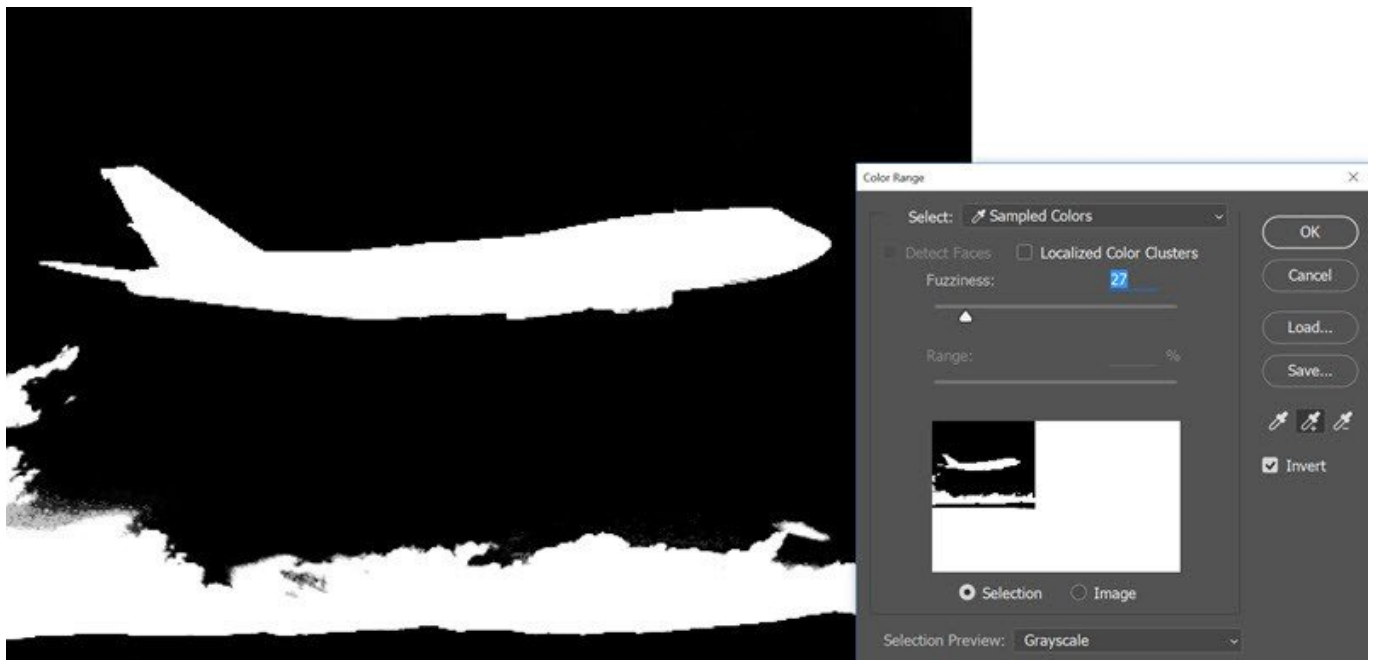 Color Range
Select: Sampled Colors
OK
Detect Faces Localized Color Clusters
Fuzziness: 27
Cancel
Load...
Range: %
Save...
Invert
Selection Image
Selection Preview: Grayscale